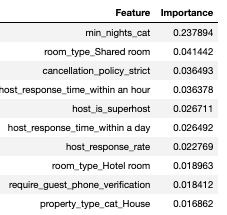 Feature Importance
min_nights_cat 0.237894
room_type_Shared room 0.041442
cancellation_policy_strict 0.036493
host_response_time_within an hour 0.036378
host_is_superhost 0.026711
host_response_time_within a day 0.026492
host_response_rate 0.022769
room_type_Hotel room 0.018963
require_guest_phone_verification 0.018412
property_type_cat_House 0.016862